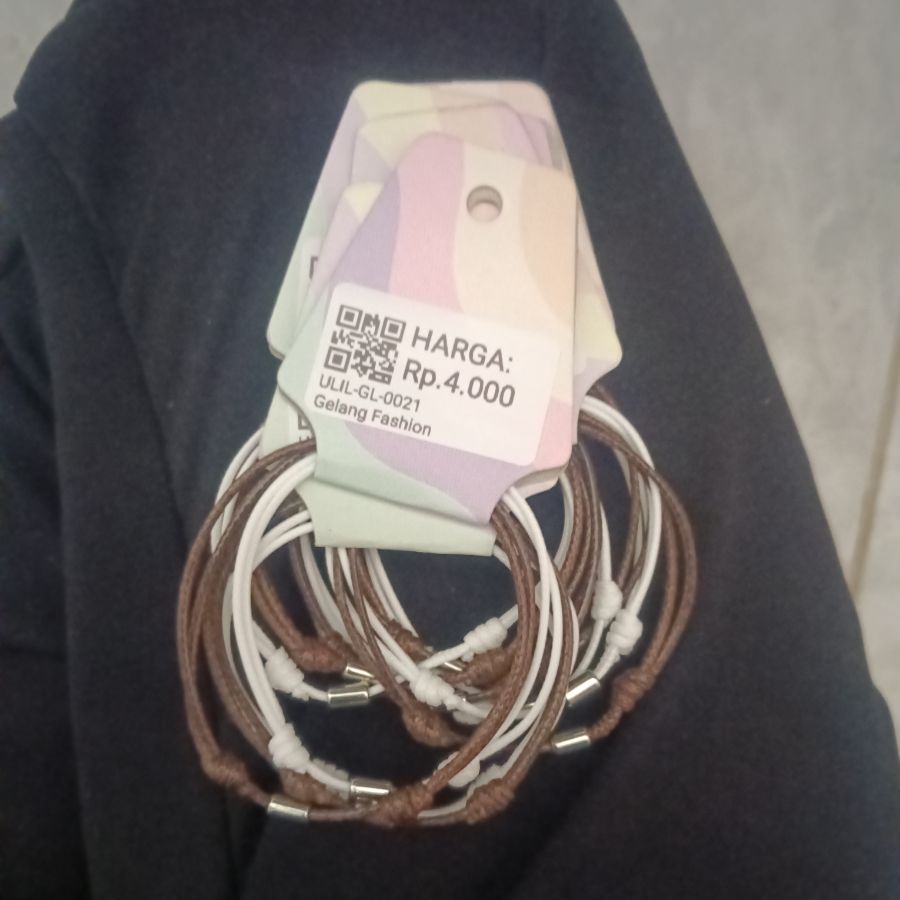 HARGA:
Rp.4.000
ULIL-GL-0021
Gelang Fashion